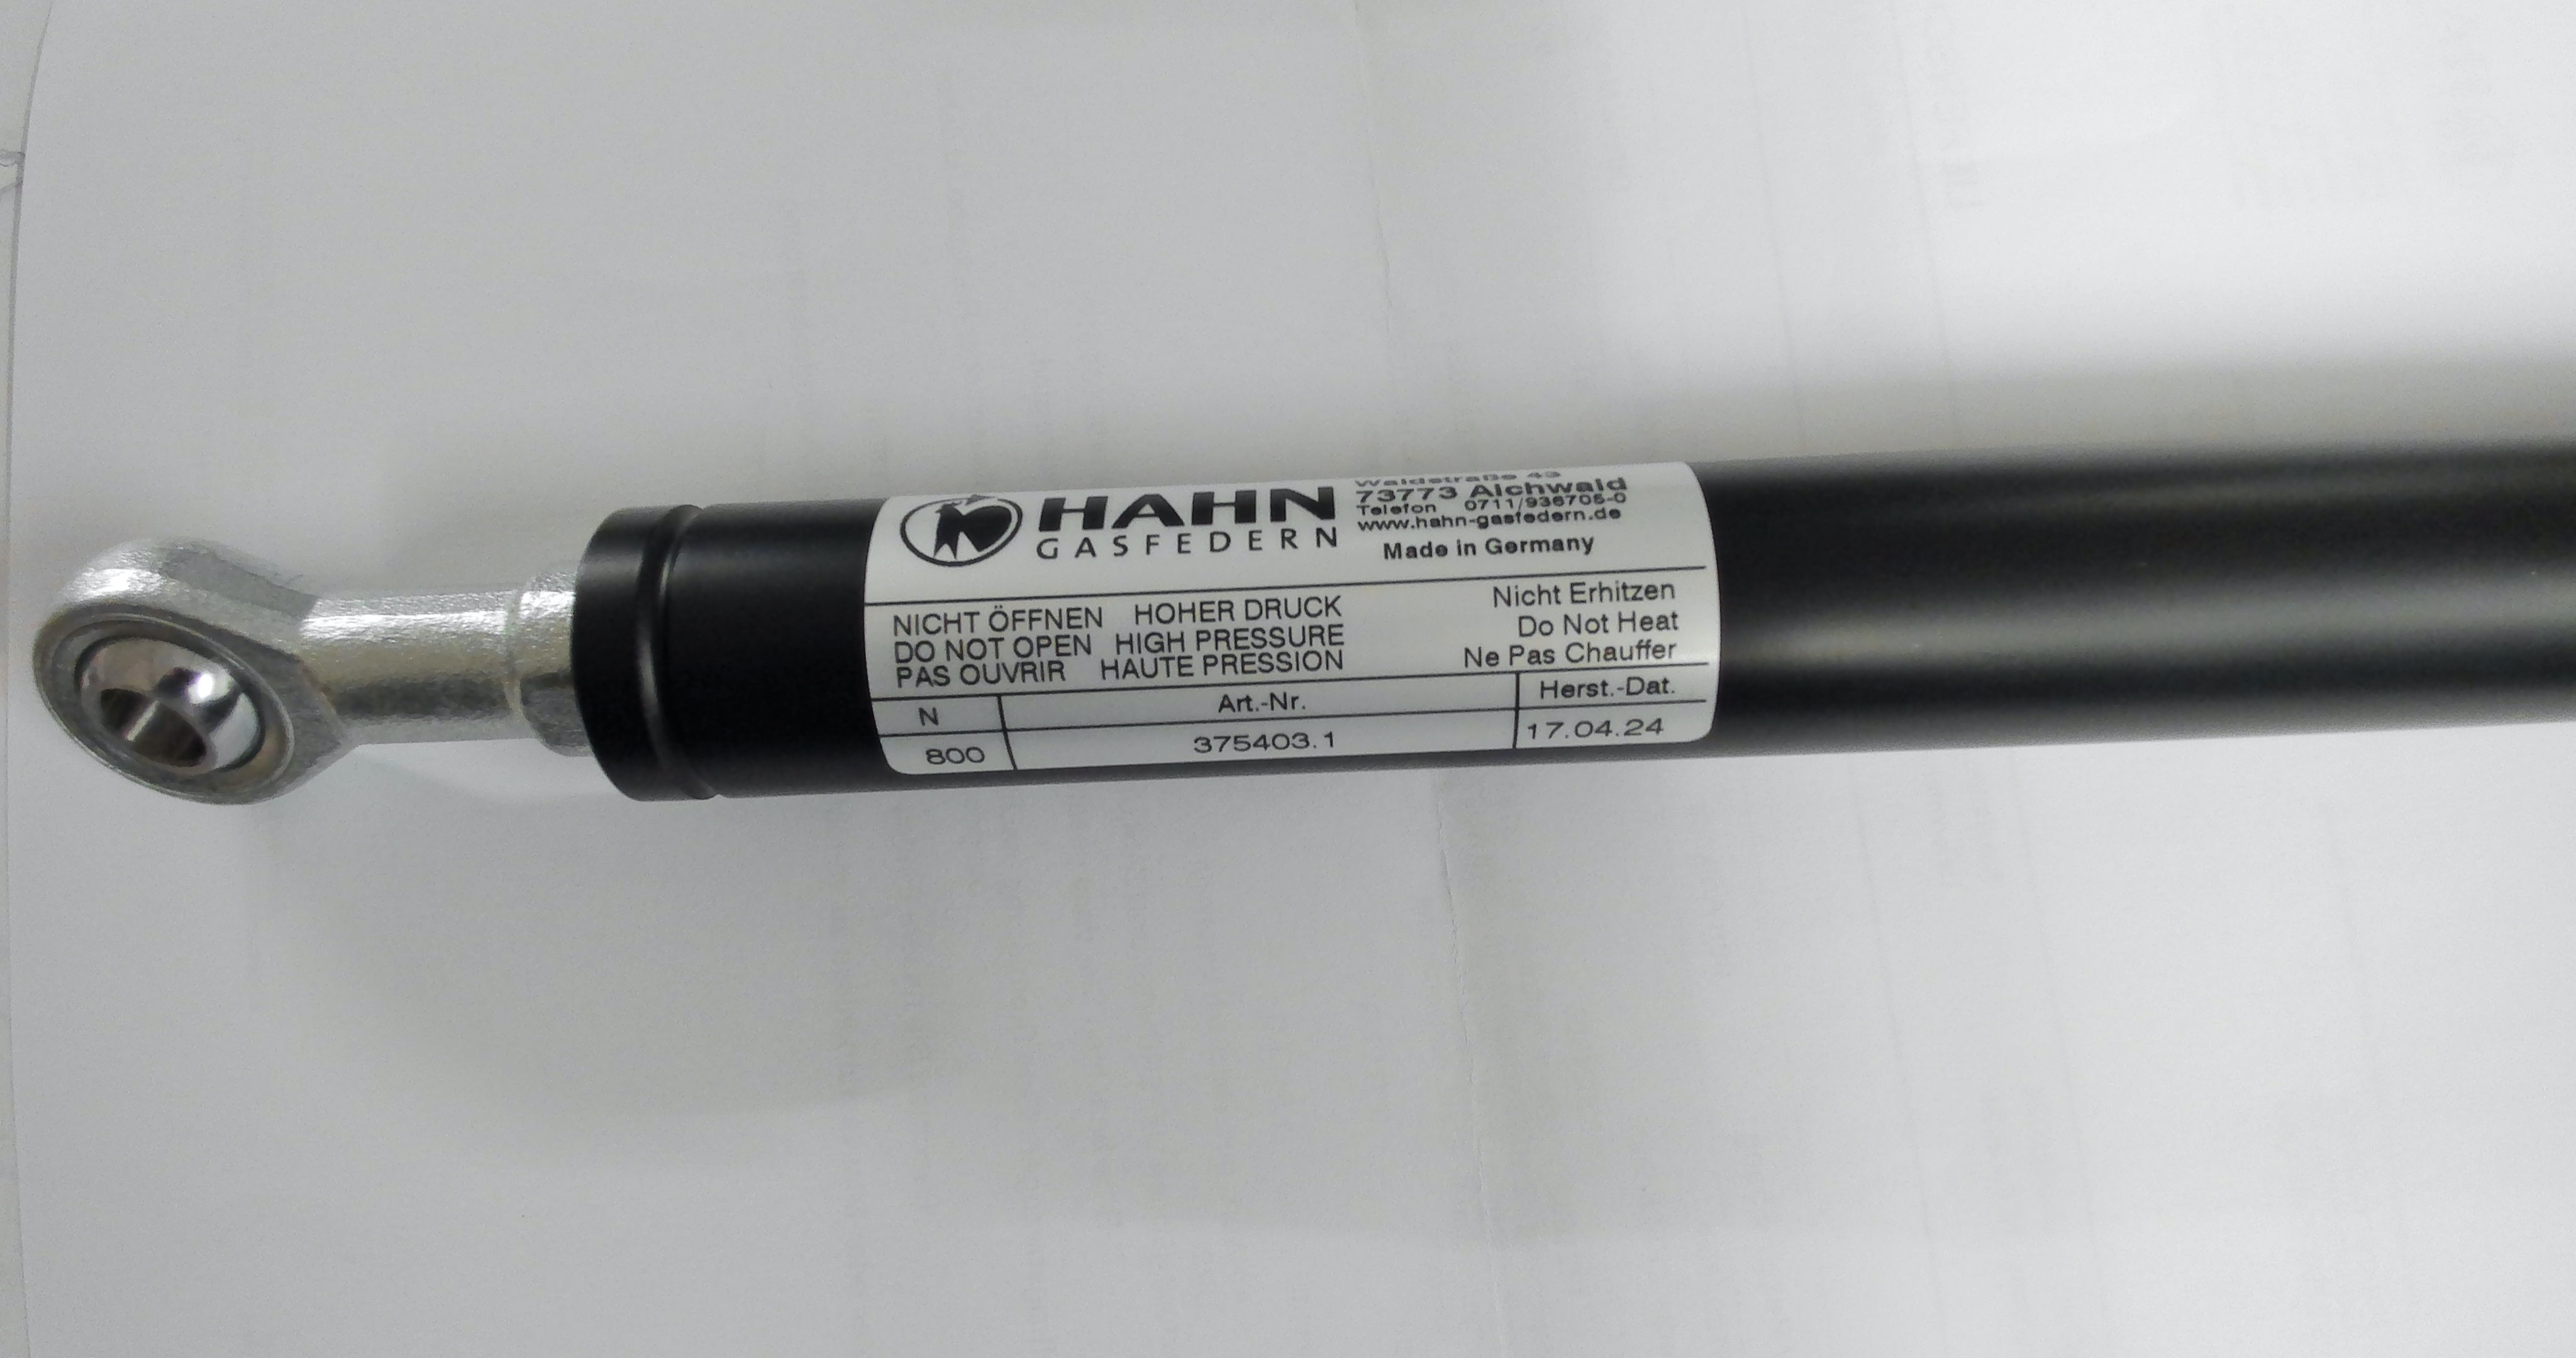 HAHN
GASFEDERN
Waldstraße 43
73773 Aichwald
Telefon 0711/936705-0
www.hahn-gasfedern.de
Made in Germany
NICHT ÖFFNEN HOHER DRUCK
DO NOT OPEN HIGH PRESSURE
PAS OUVRIR HAUTE PRESSION
Nicht Erhitzen
Do Not Heat
Ne Pas Chauffer
N Art.-Nr. Herst.-Dat.
800 375403.1 17.04.24